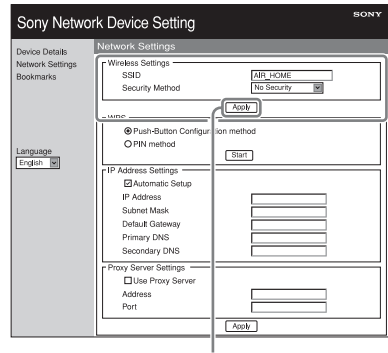 SONY
Sony Network Device Setting
Device Details
Network Settings
Bookmarks
Language
English
Network Settings
Wireless Settings
SSID
AIR_HOME
Security Method
No Security
Apply
WPS
Push-Button Configuration method
PIN method
Start
IP Address Settings
Automatic Setup
IP Address
Subnet Mask
Default Gateway
Primary DNS
Secondary DNS
Proxy Server Settings
Use Proxy Server
Address
Port
Apply